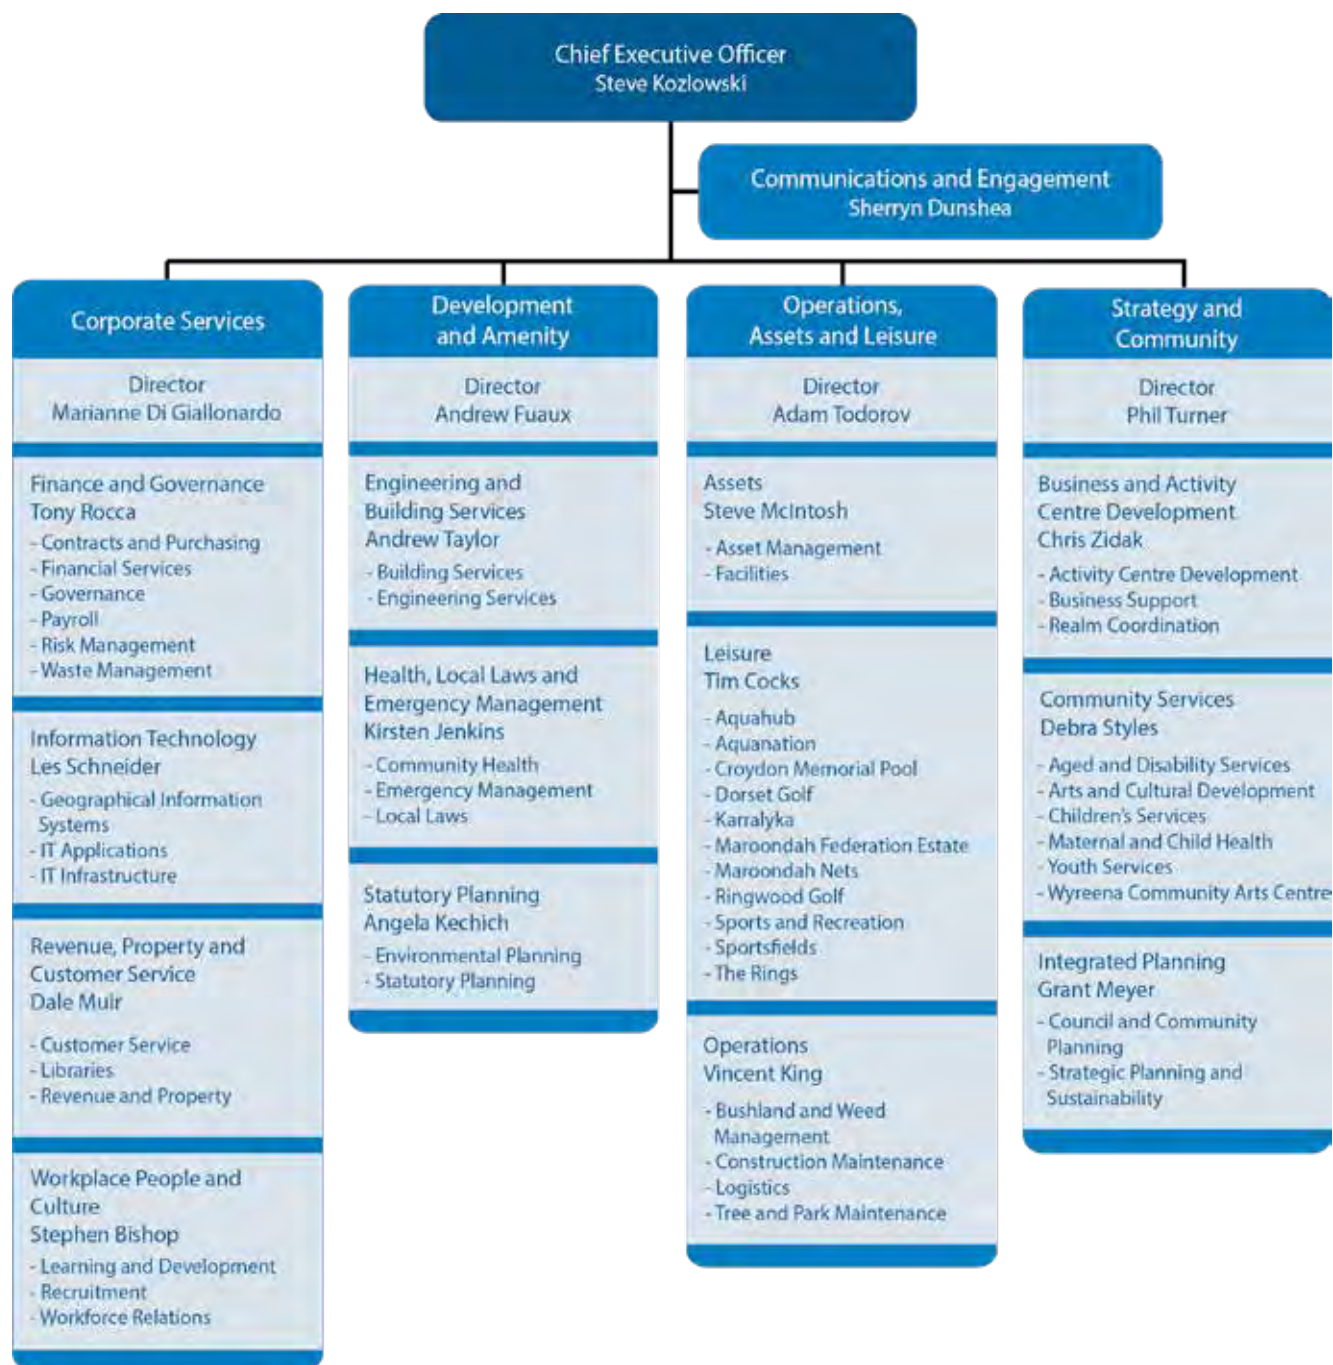 Chief Executive Officer
Steve Kozlowski
Communications and Engagement
Sherryn Dunshea
Corporate Services
Director
Marianne Di Giallonardo
Finance and Governance
Tony Rocca
- Contracts and Purchasing
- Financial Services
- Governance
- Payroll
- Risk Management
- Waste Management
Information Technology
Les Schneider
- Geographical Information
Systems
- IT Applications
- IT Infrastructure
Revenue, Property and
Customer Service
Dale Muir
- Customer Service
- Libraries
- Revenue and Property
Workplace People and
Culture
Stephen Bishop
- Learning and Development
- Recruitment
- Workforce Relations
Development
and Amenity
Director
Andrew Fuaux
Engineering and
Building Services
Andrew Taylor
- Building Services
- Engineering Services
Health, Local Laws and
Emergency Management
Kirsten Jenkins
- Community Health
- Emergency Management
- Local Laws
Statutory Planning
Angela Kechich
- Environmental Planning
- Statutory Planning
Operations,
Assets and Leisure
Director
Adam Todorov
Assets
Steve McIntosh
- Asset Management
- Facilities
Leisure
Tim Cocks
- Aquahub
- Aquanation
- Croydon Memorial Pool
- Dorset Golf
- Karralyka
- Maroondah Federation Estate
- Maroondah Nets
- Ringwood Golf
- Sports and Recreation
- Sportsfields
- The Rings
Operations
Vincent King
- Bushland and Weed
Management
- Construction Maintenance
- Logistics
- Tree and Park Maintenance
Strategy and
Community
Director
Phil Turner
Business and Activity
Centre Development
Chris Zidak
- Activity Centre Development
- Business Support
- Realm Coordination
Community Services
Debra Styles
- Aged and Disability Services
- Arts and Cultural Development
- Children's Services
- Maternal and Child Health
- Youth Services
- Wyreena Community Arts Centre
Integrated Planning
Grant Meyer
- Council and Community
Planning
- Strategic Planning and
Sustainability